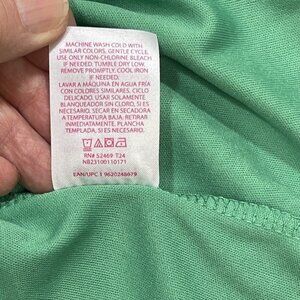 MACHINE WASH COLD WITH
SIMILAR COLORS, GENTLE CYCLE,
USE ONLY NON-CHLORINE BLEACH
IF NEEDED. TUMBLE DRY LOW.
REMOVE PROMPTLY, COOL IRON
IF NEEDED.
LAVAR A MÁQUINA EN AGUA FRÍA
CON COLORES SIMILARES, CICLO
DELICADO. USAR SOLAMENTE
BLANQUEADOR SIN CLORO, SI ES
NECESARIO. SECAR EN SECADORA
A TEMPERATURA BAJA; RETIRAR
INMEDIATAMENTE. PLANCHA
TEMPLADA, SI ES NECESARIO.
RN# 52469 T24
NB23100110171
EAN/UPC 1 9620248679